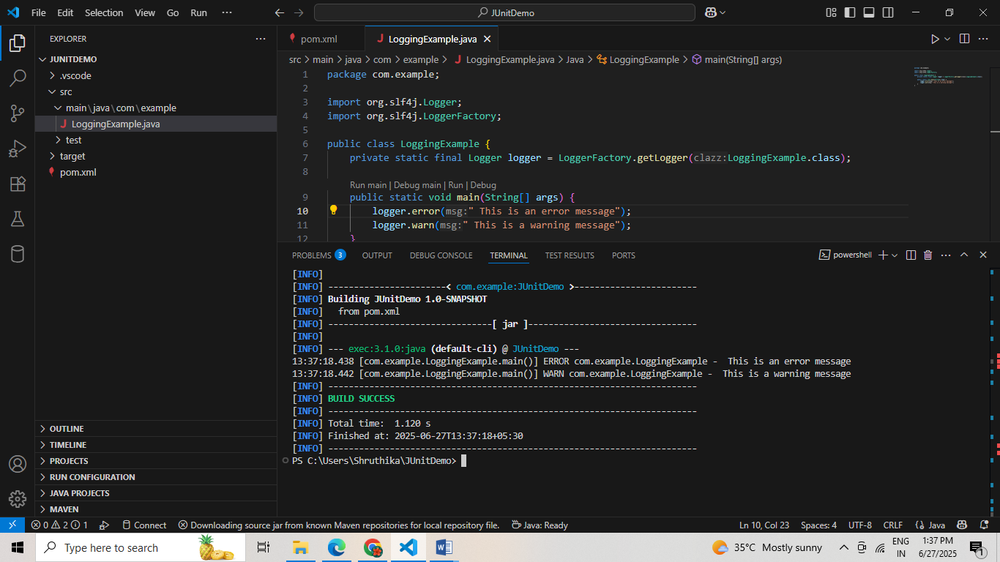 File Edit Selection View Go Run ··· JUnitDemo
EXPLORER ···
JUNITDEMO
.vscode
src
main\java\com\example
LoggingExample.java
test
target
pom.xml
OUTLINE
TIMELINE
PROJECTS
RUN CONFIGURATION
JAVA PROJECTS
MAVEN
pom.xml LoggingExample.java
src > main > java > com > example > LoggingExample.java > Java > LoggingExample > main(String[] args)
1 package com.example;
2
3 import org.slf4j.Logger;
4 import org.slf4j.LoggerFactory;
5
6 public class LoggingExample {
7 private static final Logger logger = LoggerFactory.getLogger(clazz:LoggingExample.class);
8
Run main | Debug main | Run | Debug
9 public static void main(String[] args) {
10 logger.error(msg:" This is an error message");
11 logger.warn(msg:" This is a warning message");
12 }
PROBLEMS 3 OUTPUT DEBUG CONSOLE TERMINAL TEST RESULTS PORTS powershell
[INFO]
[INFO] -----------------------< com.example:JUnitDemo >------------------------
[INFO] Building JUnitDemo 1.0-SNAPSHOT
[INFO]   from pom.xml
[INFO] --------------------------------[ jar ]---------------------------------
[INFO]
[INFO] --- exec:3.1.0:java (default-cli) @ JUnitDemo ---
13:37:18.438 [com.example.LoggingExample.main()] ERROR com.example.LoggingExample -  This is an error message
13:37:18.442 [com.example.LoggingExample.main()] WARN com.example.LoggingExample -  This is a warning message
[INFO] ------------------------------------------------------------------------
[INFO] BUILD SUCCESS
[INFO] ------------------------------------------------------------------------
[INFO] Total time:  1.120 s
[INFO] Finished at: 2025-06-27T13:37:18+05:30
[INFO] ------------------------------------------------------------------------
PS C:\Users\Shruthika\JUnitDemo>
0 2 1 Connect Downloading source jar from known Maven repositories for local repository file. Java: Ready Ln 10, Col 23 Spaces: 4 UTF-8 CRLF {} Java
Type here to search 35°C Mostly sunny ENG IN 1:37 PM 6/27/2025 1